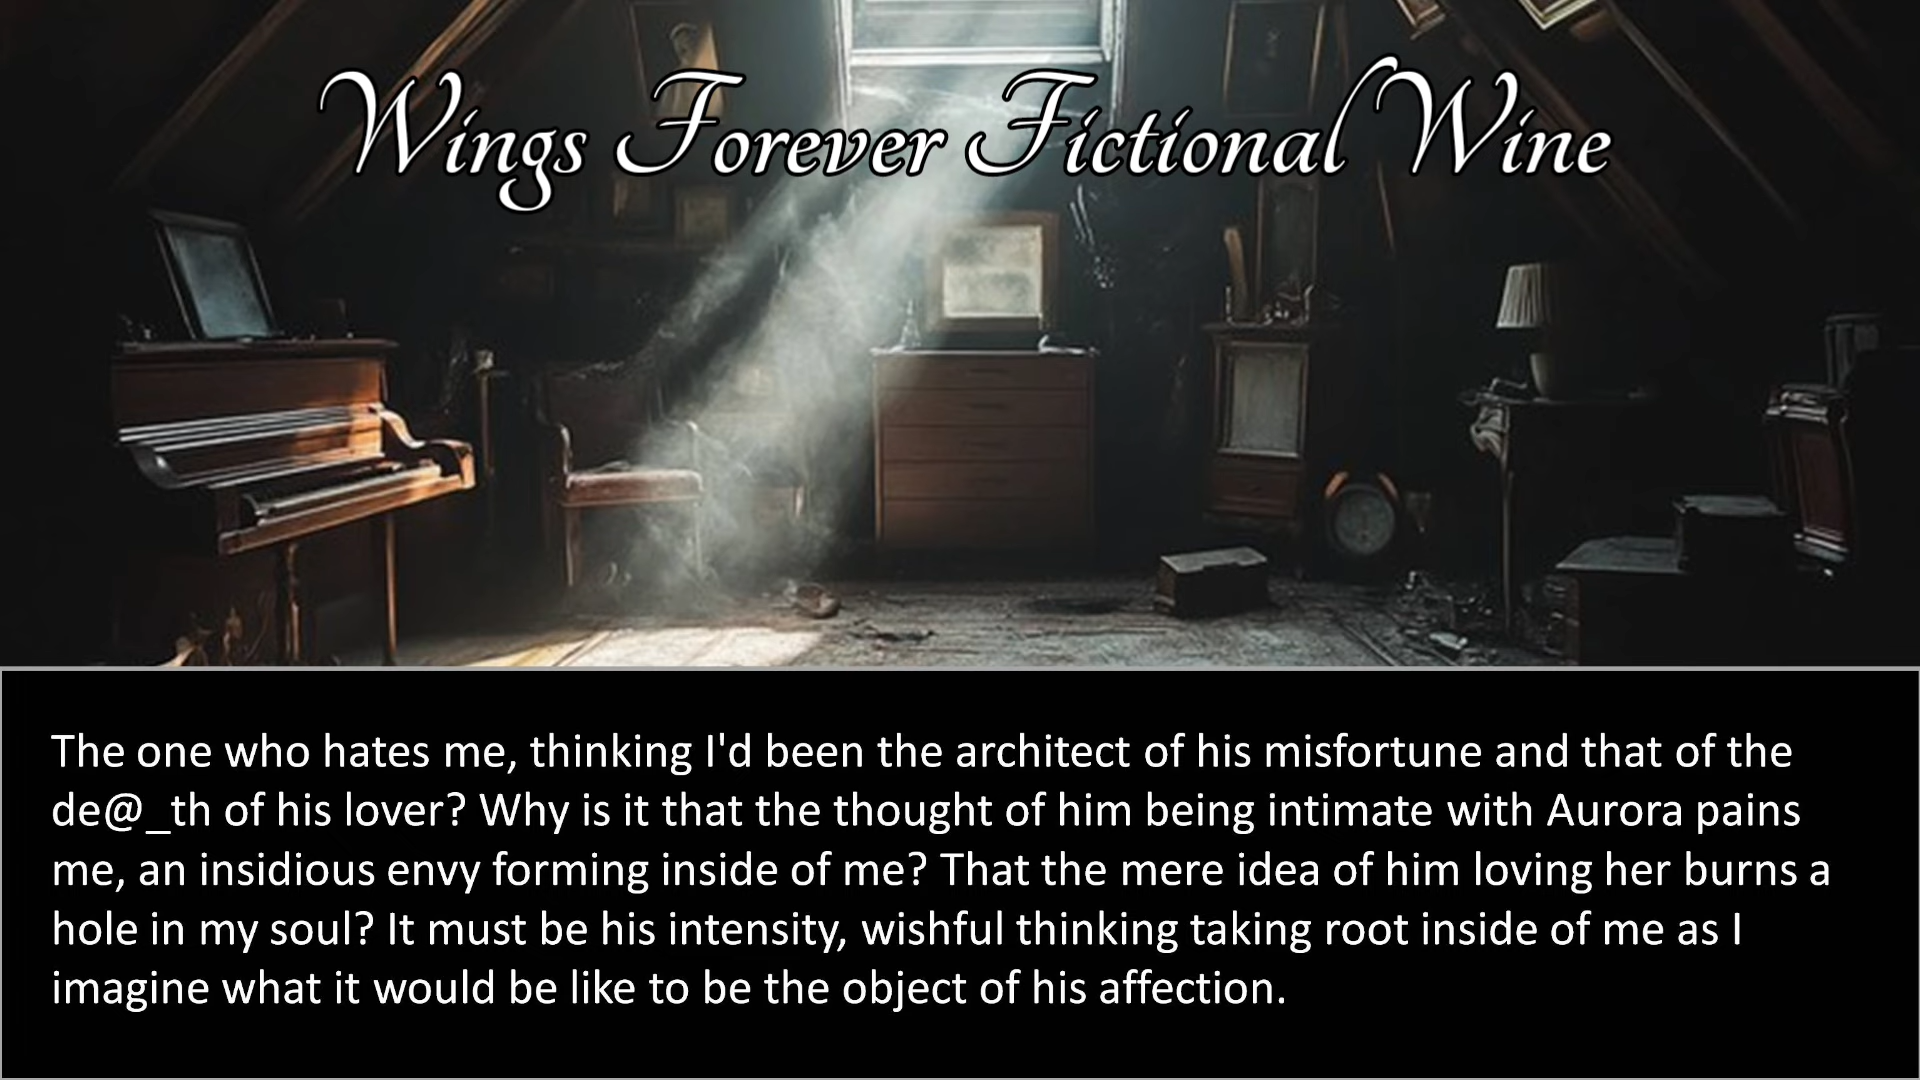 Wings Forever Fictional Wine
The one who hates me, thinking I'd been the architect of his misfortune and that of the
de@_th of his lover? Why is it that the thought of him being intimate with Aurora pains
me, an insidious envy forming inside of me? That the mere idea of him loving her burns a
hole in my soul? It must be his intensity, wishful thinking taking root inside of me as I
imagine what it would be like to be the object of his affection.